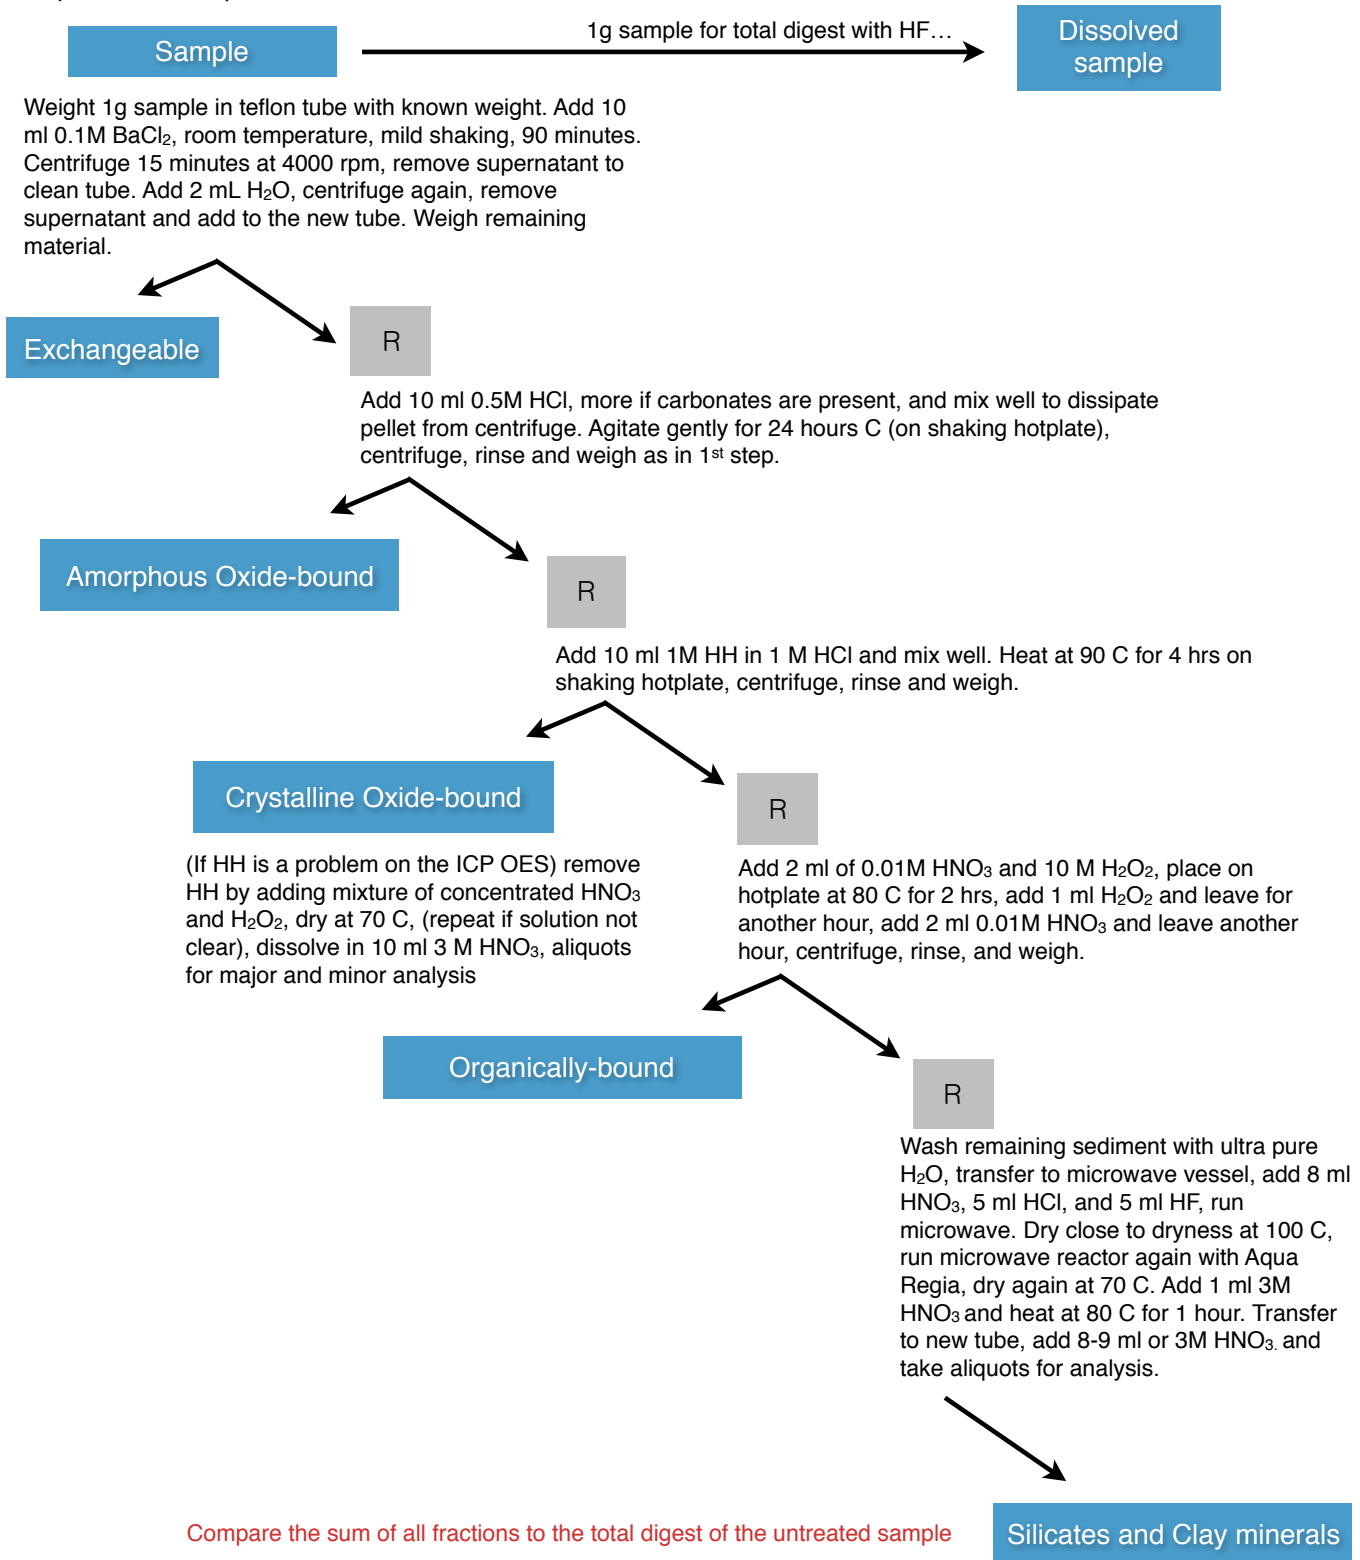 Sample
1g sample for total digest with HF…
Dissolved
sample
Weight 1g sample in teflon tube with known weight. Add 10
ml 0.1M BaCl₂, room temperature, mild shaking, 90 minutes.
Centrifuge 15 minutes at 4000 rpm, remove supernatant to
clean tube. Add 2 mL H₂O, centrifuge again, remove
supernatant and add to the new tube. Weigh remaining
material.
Exchangeable
R
Add 10 ml 0.5M HCl, more if carbonates are present, and mix well to dissipate
pellet from centrifuge. Agitate gently for 24 hours C (on shaking hotplate),
centrifuge, rinse and weigh as in 1ˢᵗ step.
Amorphous Oxide-bound
R
Add 10 ml 1M HH in 1 M HCl and mix well. Heat at 90 C for 4 hrs on
shaking hotplate, centrifuge, rinse and weigh.
Crystalline Oxide-bound
R
(If HH is a problem on the ICP OES) remove
HH by adding mixture of concentrated HNO₃
and H₂O₂, dry at 70 C, (repeat if solution not
clear), dissolve in 10 ml 3 M HNO₃, aliquots
for major and minor analysis
Add 2 ml of 0.01M HNO₃ and 10 M H₂O₂, place on
hotplate at 80 C for 2 hrs, add 1 ml H₂O₂ and leave for
another hour, add 2 ml 0.01M HNO₃ and leave another
hour, centrifuge, rinse, and weigh.
Organically-bound
R
Wash remaining sediment with ultra pure
H₂O, transfer to microwave vessel, add 8 ml
HNO₃, 5 ml HCl, and 5 ml HF, run
microwave. Dry close to dryness at 100 C,
run microwave reactor again with Aqua
Regia, dry again at 70 C. Add 1 ml 3M
HNO₃ and heat at 80 C for 1 hour. Transfer
to new tube, add 8-9 ml or 3M HNO₃. and
take aliquots for analysis.
Compare the sum of all fractions to the total digest of the untreated sample
Silicates and Clay minerals